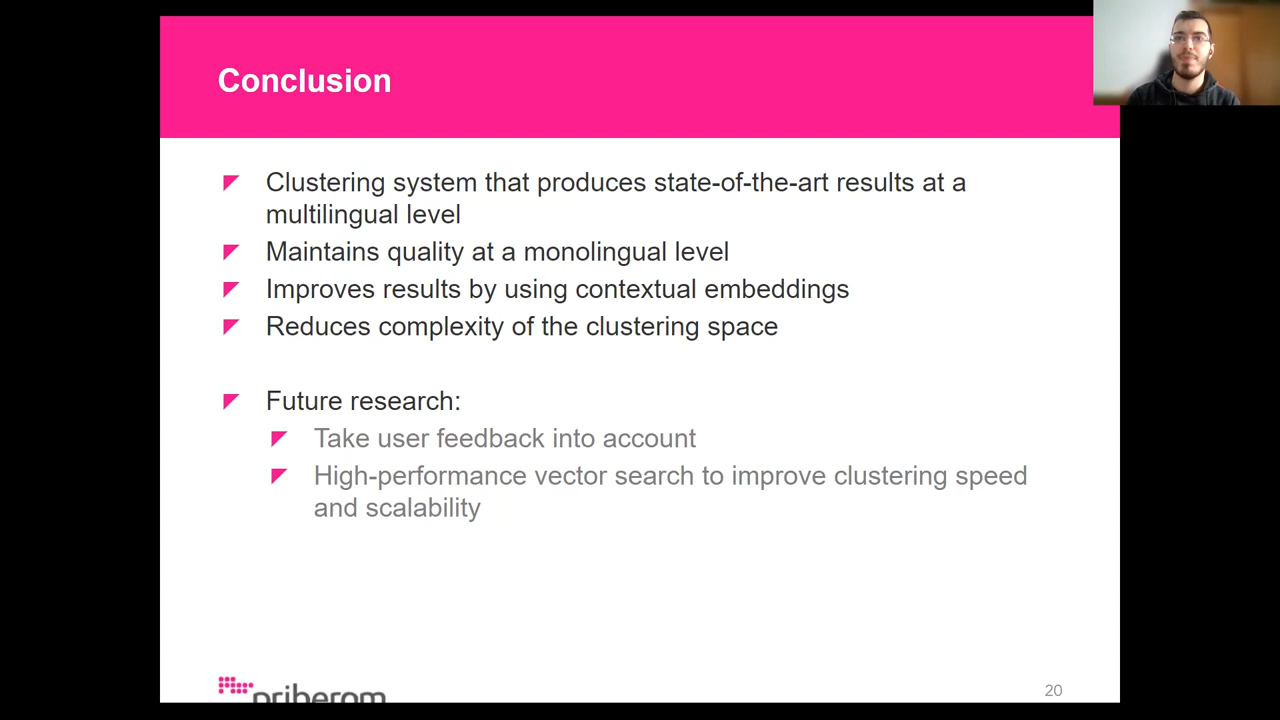 Conclusion
Clustering system that produces state-of-the-art results at a
multilingual level
Maintains quality at a monolingual level
Improves results by using contextual embeddings
Reduces complexity of the clustering space
Future research:
Take user feedback into account
High-performance vector search to improve clustering speed
and scalability
priberam
20